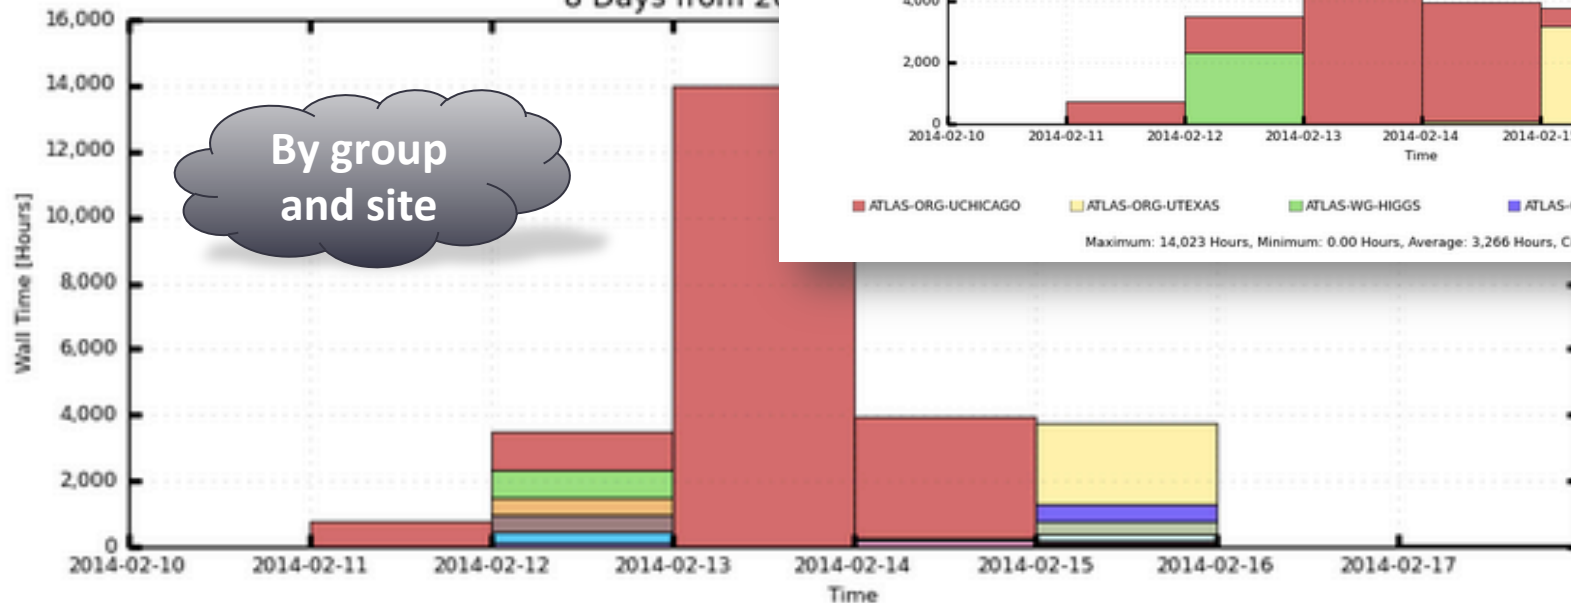 16,000
14,000
12,000
10,000
8,000
6,000
4,000
2,000
0
Wall Time [Hours]
By group
and site
2014-02-10 2014-02-11 2014-02-12 2014-02-13 2014-02-14 2014-02-15 2014-02-16 2014-02-17
Time
2,000
0
2014-02-10 2014-02-11 2014-02-12 2014-02-13 2014-02-14
Time
ATLAS-ORG-UCHICAGO ATLAS-ORG-UTEXAS ATLAS-WG-HIGGS ATLAS-
Maximum: 14,023 Hours, Minimum: 0.00 Hours, Average: 3,266 Hours,